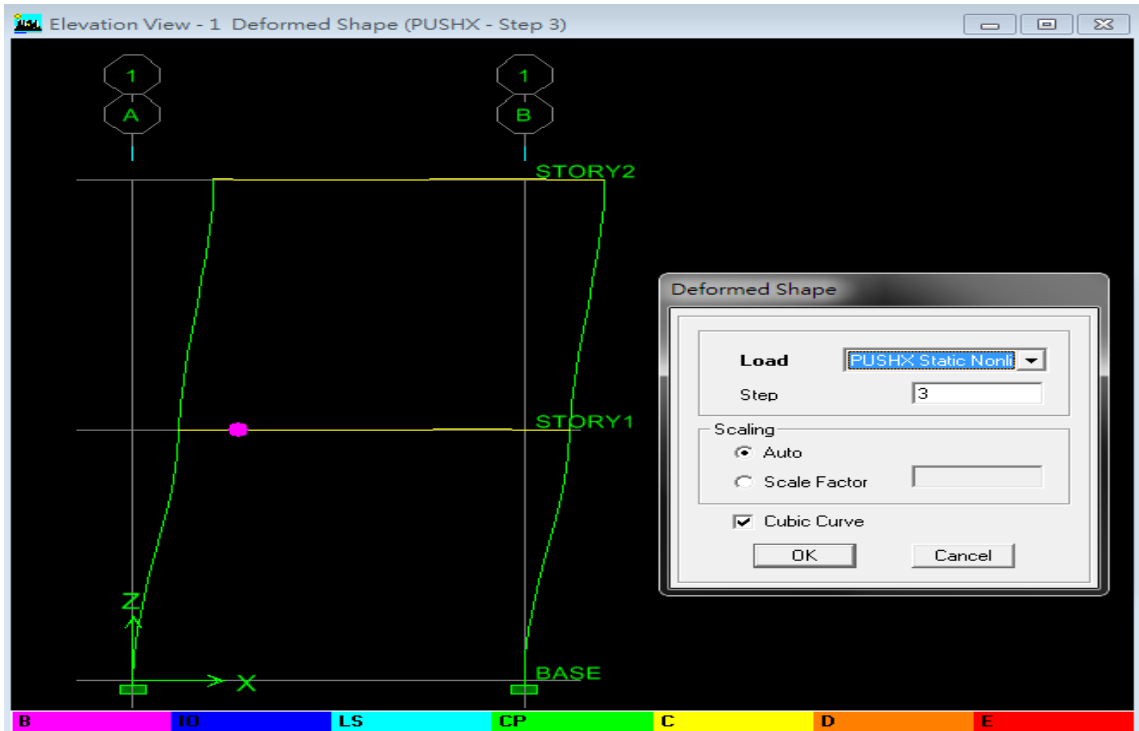 Elevation View - 1 Deformed Shape (PUSHX - Step 3)
1 1
A B
STORY2
Deformed Shape
Load PUSHX Static Nonli
Step 3
STORY1
Scaling
Auto
Scale Factor
Cubic Curve
OK Cancel
Z
X
BASE
B IO LS CP C D E